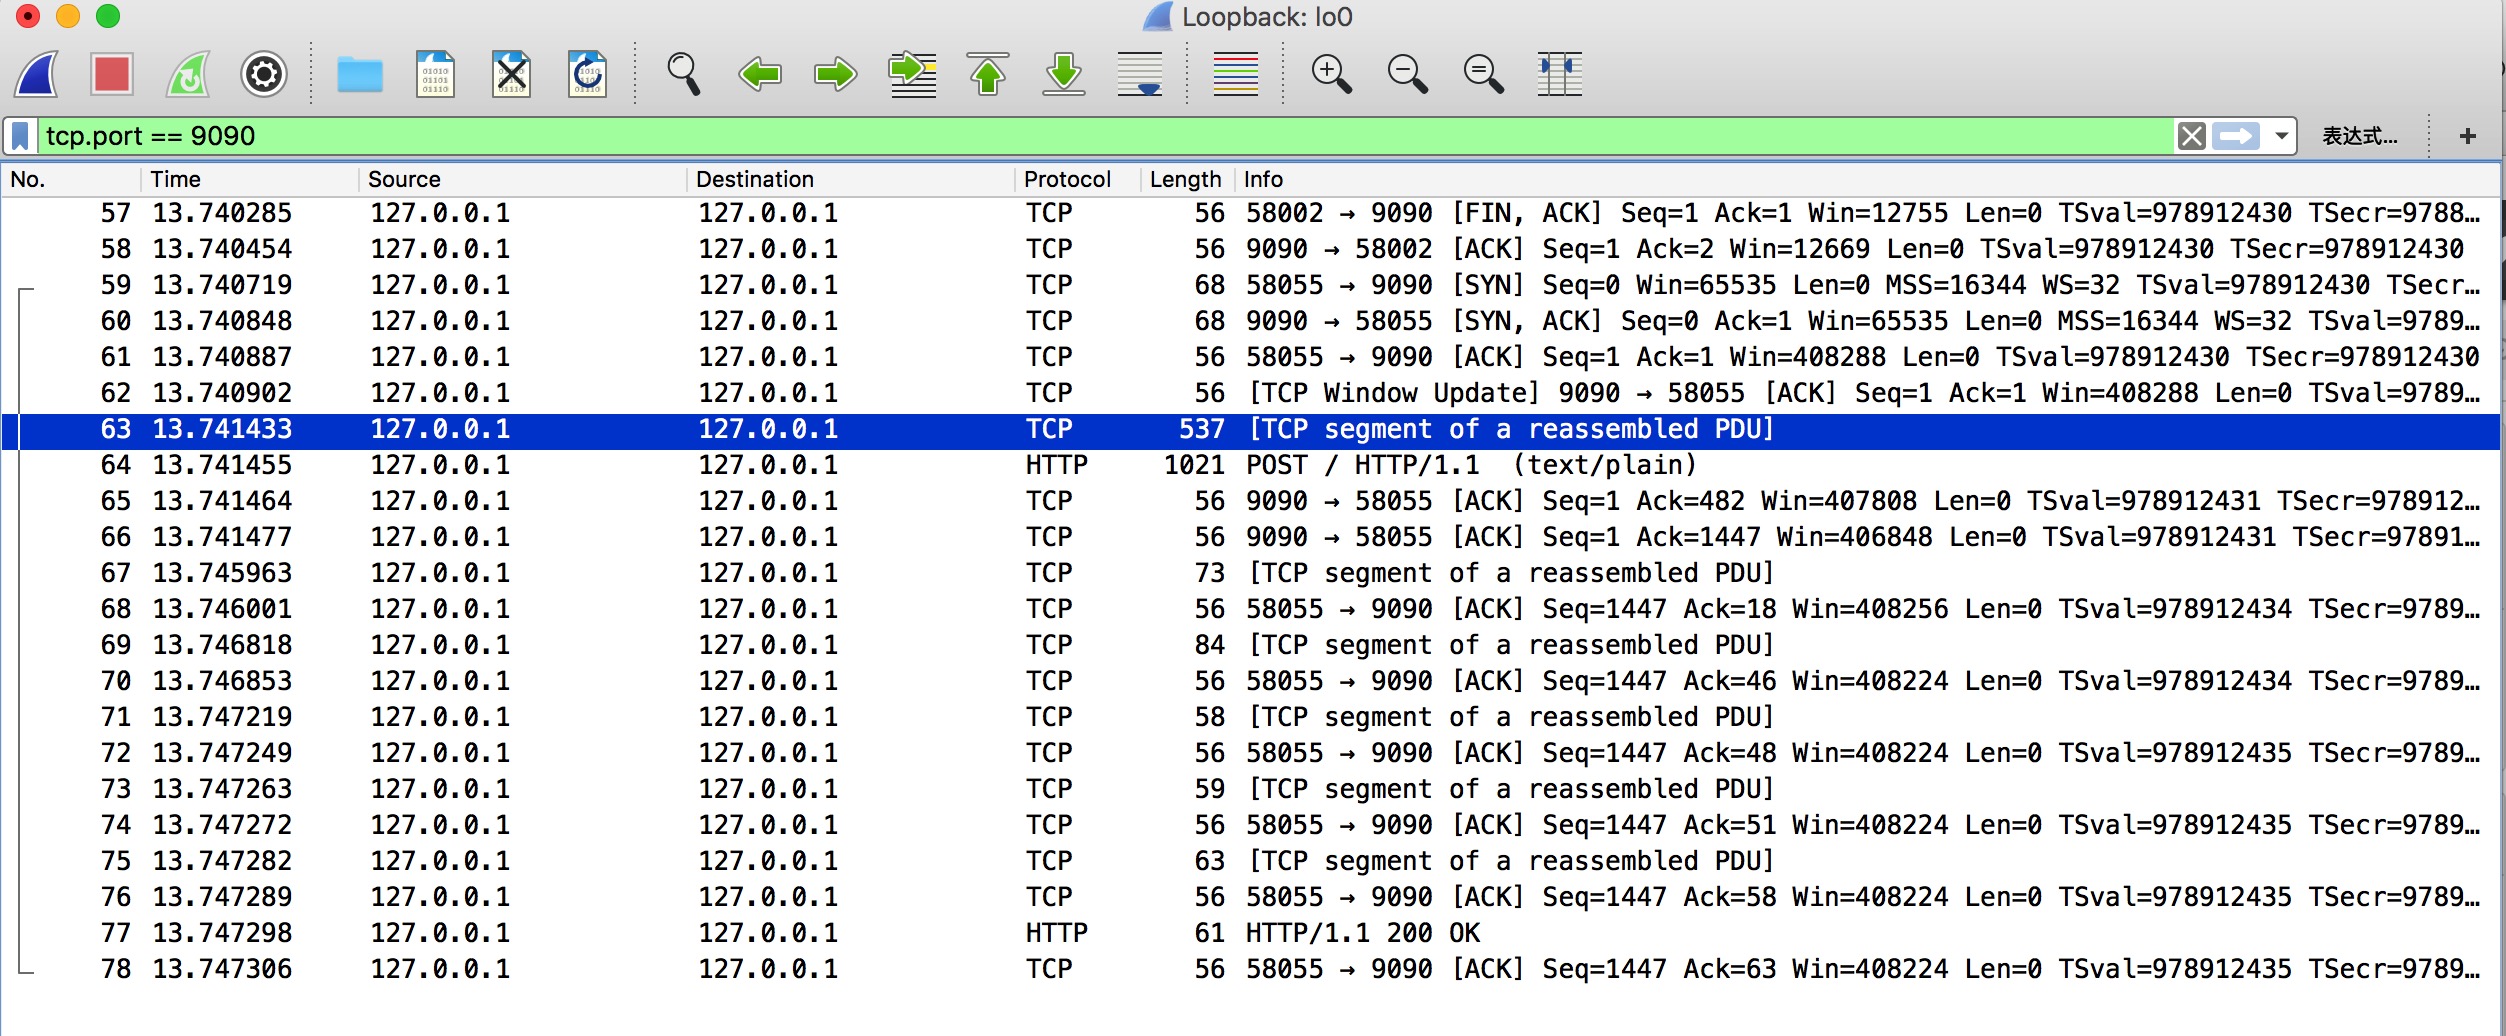 Loopback: lo0
tcp.port == 9090 表达式… +
No. Time Source Destination Protocol Length Info
57 13.740285 127.0.0.1 127.0.0.1 TCP 56 58002 → 9090 [FIN, ACK] Seq=1 Ack=1 Win=12755 Len=0 TSval=978912430 TSecr=9788…
58 13.740454 127.0.0.1 127.0.0.1 TCP 56 9090 → 58002 [ACK] Seq=1 Ack=2 Win=12669 Len=0 TSval=978912430 TSecr=978912430
59 13.740719 127.0.0.1 127.0.0.1 TCP 68 58055 → 9090 [SYN] Seq=0 Win=65535 Len=0 MSS=16344 WS=32 TSval=978912430 TSecr…
60 13.740848 127.0.0.1 127.0.0.1 TCP 68 9090 → 58055 [SYN, ACK] Seq=0 Ack=1 Win=65535 Len=0 MSS=16344 WS=32 TSval=9789…
61 13.740887 127.0.0.1 127.0.0.1 TCP 56 58055 → 9090 [ACK] Seq=1 Ack=1 Win=408288 Len=0 TSval=978912430 TSecr=978912430
62 13.740902 127.0.0.1 127.0.0.1 TCP 56 [TCP Window Update] 9090 → 58055 [ACK] Seq=1 Ack=1 Win=408288 Len=0 TSval=9789…
63 13.741433 127.0.0.1 127.0.0.1 TCP 537 [TCP segment of a reassembled PDU]
64 13.741455 127.0.0.1 127.0.0.1 HTTP 1021 POST / HTTP/1.1  (text/plain)
65 13.741464 127.0.0.1 127.0.0.1 TCP 56 9090 → 58055 [ACK] Seq=1 Ack=482 Win=407808 Len=0 TSval=978912431 TSecr=978912…
66 13.741477 127.0.0.1 127.0.0.1 TCP 56 9090 → 58055 [ACK] Seq=1 Ack=1447 Win=406848 Len=0 TSval=978912431 TSecr=97891…
67 13.745963 127.0.0.1 127.0.0.1 TCP 73 [TCP segment of a reassembled PDU]
68 13.746001 127.0.0.1 127.0.0.1 TCP 56 58055 → 9090 [ACK] Seq=1447 Ack=18 Win=408256 Len=0 TSval=978912434 TSecr=9789…
69 13.746818 127.0.0.1 127.0.0.1 TCP 84 [TCP segment of a reassembled PDU]
70 13.746853 127.0.0.1 127.0.0.1 TCP 56 58055 → 9090 [ACK] Seq=1447 Ack=46 Win=408224 Len=0 TSval=978912434 TSecr=9789…
71 13.747219 127.0.0.1 127.0.0.1 TCP 58 [TCP segment of a reassembled PDU]
72 13.747249 127.0.0.1 127.0.0.1 TCP 56 58055 → 9090 [ACK] Seq=1447 Ack=48 Win=408224 Len=0 TSval=978912435 TSecr=9789…
73 13.747263 127.0.0.1 127.0.0.1 TCP 59 [TCP segment of a reassembled PDU]
74 13.747272 127.0.0.1 127.0.0.1 TCP 56 58055 → 9090 [ACK] Seq=1447 Ack=51 Win=408224 Len=0 TSval=978912435 TSecr=9789…
75 13.747282 127.0.0.1 127.0.0.1 TCP 63 [TCP segment of a reassembled PDU]
76 13.747289 127.0.0.1 127.0.0.1 TCP 56 58055 → 9090 [ACK] Seq=1447 Ack=58 Win=408224 Len=0 TSval=978912435 TSecr=9789…
77 13.747298 127.0.0.1 127.0.0.1 HTTP 61 HTTP/1.1 200 OK
78 13.747306 127.0.0.1 127.0.0.1 TCP 56 58055 → 9090 [ACK] Seq=1447 Ack=63 Win=408224 Len=0 TSval=978912435 TSecr=9789…